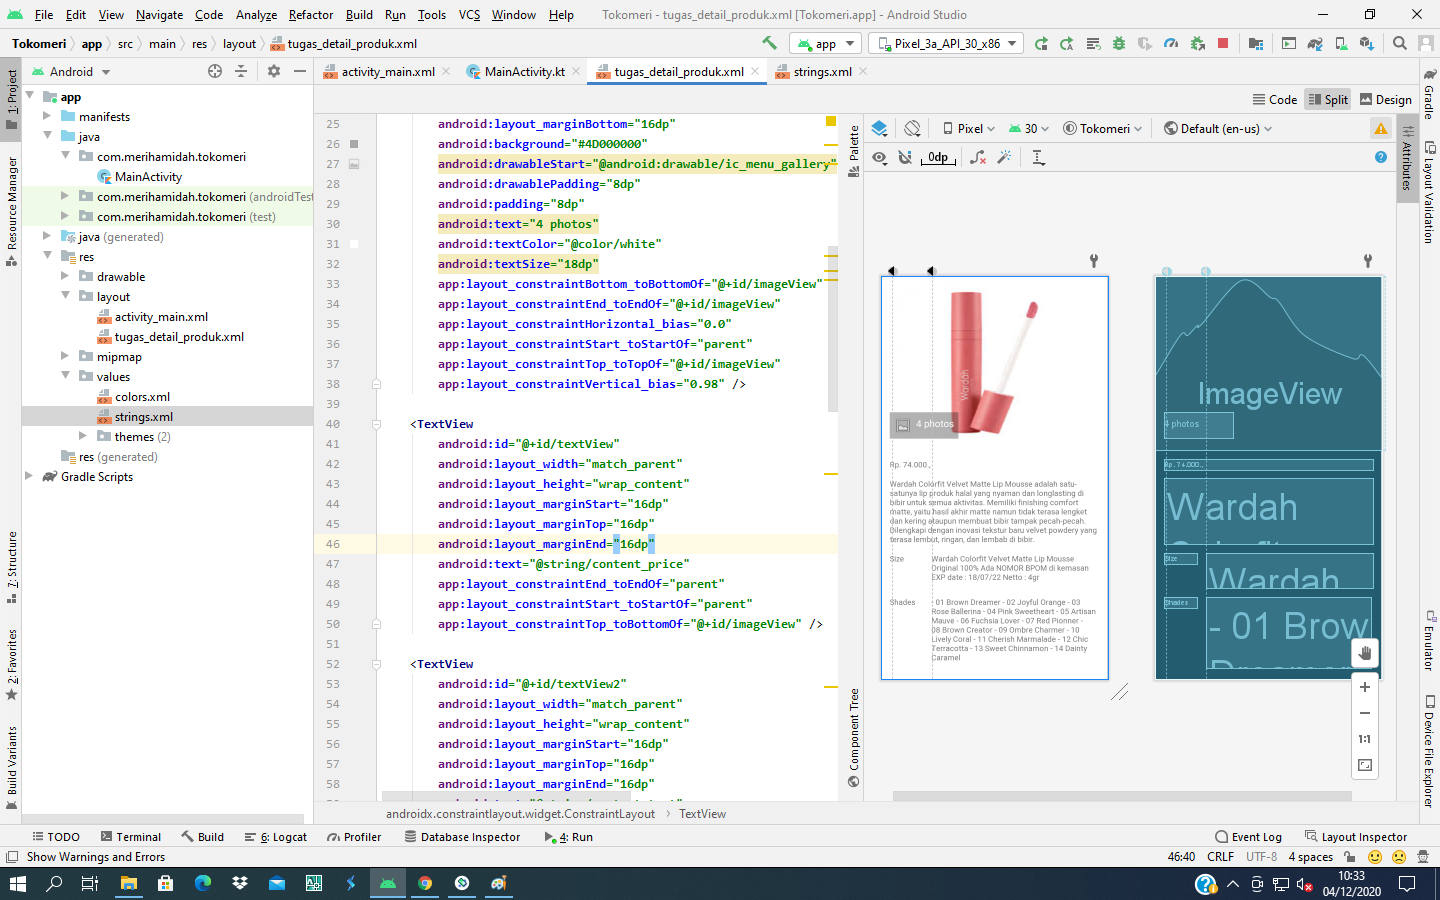 File Edit View Navigate Code Analyze Refactor Build Run Tools VCS Window Help Tokomeri - tugas_detail_produk.xml [Tokomeri.app] - Android Studio
Tokomeri app src main res layout tugas_detail_produk.xml app Pixel_3a_API_30_x86
Android activity_main.xml MainActivity.kt tugas_detail_produk.xml strings.xml
Code Split Design
1: Project
Resource Manager
7: Structure
2: Favorites
Build Variants
app
manifests
java
com.merihamidah.tokomeri
MainActivity
com.merihamidah.tokomeri (androidTest
com.merihamidah.tokomeri (test)
java (generated)
res
drawable
layout
activity_main.xml
tugas_detail_produk.xml
mipmap
values
colors.xml
strings.xml
themes (2)
res (generated)
Gradle Scripts
25 android:layout_marginBottom="16dp"
26 android:background="#4D000000"
27 android:drawableStart="@android:drawable/ic_menu_gallery"
28 android:drawablePadding="8dp"
29 android:padding="8dp"
30 android:text="4 photos"
31 android:textColor="@color/white"
32 android:textSize="18dp"
33 app:layout_constraintBottom_toBottomOf="@+id/imageView"
34 app:layout_constraintEnd_toEndOf="@+id/imageView"
35 app:layout_constraintHorizontal_bias="0.0"
36 app:layout_constraintStart_toStartOf="parent"
37 app:layout_constraintTop_toTopOf="@+id/imageView"
38 app:layout_constraintVertical_bias="0.98" />
39
40 <TextView
41 android:id="@+id/textView"
42 android:layout_width="match_parent"
43 android:layout_height="wrap_content"
44 android:layout_marginStart="16dp"
45 android:layout_marginTop="16dp"
46 android:layout_marginEnd="16dp"
47 android:text="@string/content_price"
48 app:layout_constraintEnd_toEndOf="parent"
49 app:layout_constraintStart_toStartOf="parent"
50 app:layout_constraintTop_toBottomOf="@+id/imageView" />
51
52 <TextView
53 android:id="@+id/textView2"
54 android:layout_width="match_parent"
55 android:layout_height="wrap_content"
56 android:layout_marginStart="16dp"
57 android:layout_marginTop="16dp"
58 android:layout_marginEnd="16dp"
androidx.constraintlayout.widget.ConstraintLayout TextView
Palette
Component Tree
Pixel 30 Tokomeri Default (en-us)
0dp
Wardah
4 photos
Rp. 74.000.,
Wardah Colorfit Velvet Matte Lip Mousse adalah satu-
satunya lip produk halal yang nyaman dan longlasting di
bibir untuk semua aktivitas. Memiliki finishing comfort
matte, yaitu hasil akhir matte namun tidak terasa lengket
dan kering ataupun membuat bibir tampak pecah-pecah.
Dilengkapi dengan inovasi tekstur baru velvet powdery yang
terasa lembut, ringan, dan lembab di bibir.
Size Wardah Colorfit Velvet Matte Lip Mousse
Original 100% Ada NOMOR BPOM di kemasan
EXP date : 18/07/22 Netto : 4gr
Shades - 01 Brown Dreamer - 02 Joyful Orange - 03
Rose Ballerina - 04 Pink Sweetheart - 05 Artisan
Mauve - 06 Fuchsia Lover - 07 Red Pionner -
08 Brown Creator - 09 Ombre Charmer - 10
Lively Coral - 11 Cherish Marmalade - 12 Chic
Terracotta - 13 Sweet Chinnamon - 14 Dainty
Caramel
ImageView
4 photos
Rp. 74.000.,
Wardah
Size
Wardah
Shades
- 01 Brow
1:1
Attributes
Gradle
Layout Validation
Emulator
Device File Explorer
TODO Terminal Build 6: Logcat Profiler Database Inspector 4: Run Event Log Layout Inspector
Show Warnings and Errors 46:40 CRLF UTF-8 4 spaces
10:33
04/12/2020